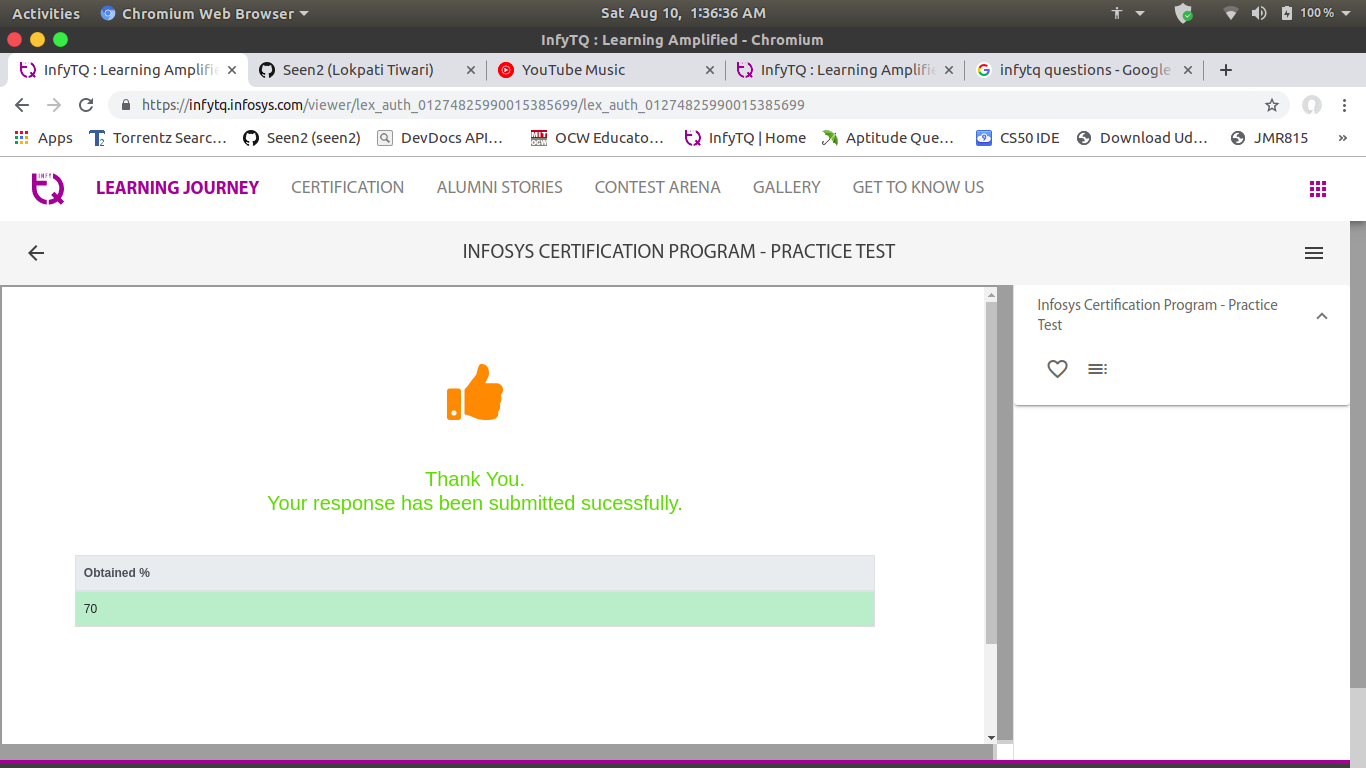 Activities
Chromium Web Browser
Sat Aug 10, 1:36:36 AM
100 %
InfyTQ : Learning Amplified - Chromium
InfyTQ : Learning Amplifie
Seen2 (Lokpati Tiwari)
YouTube Music
InfyTQ : Learning Amplifie
infytq questions - Google
https://infytq.infosys.com/viewer/lex_auth_01274825990015385699/lex_auth_01274825990015385699
Apps
Torrentz Searc…
Seen2 (seen2)
DevDocs API…
MIT OCW
OCW Educato…
InfyTQ | Home
Aptitude Que…
CS50 IDE
Download Ud…
JMR815
»
INFY TQ
LEARNING JOURNEY
CERTIFICATION
ALUMNI STORIES
CONTEST ARENA
GALLERY
GET TO KNOW US
INFOSYS CERTIFICATION PROGRAM - PRACTICE TEST
Infosys Certification Program - Practice
Test
Thank You.
Your response has been submitted sucessfully.
Obtained %
70